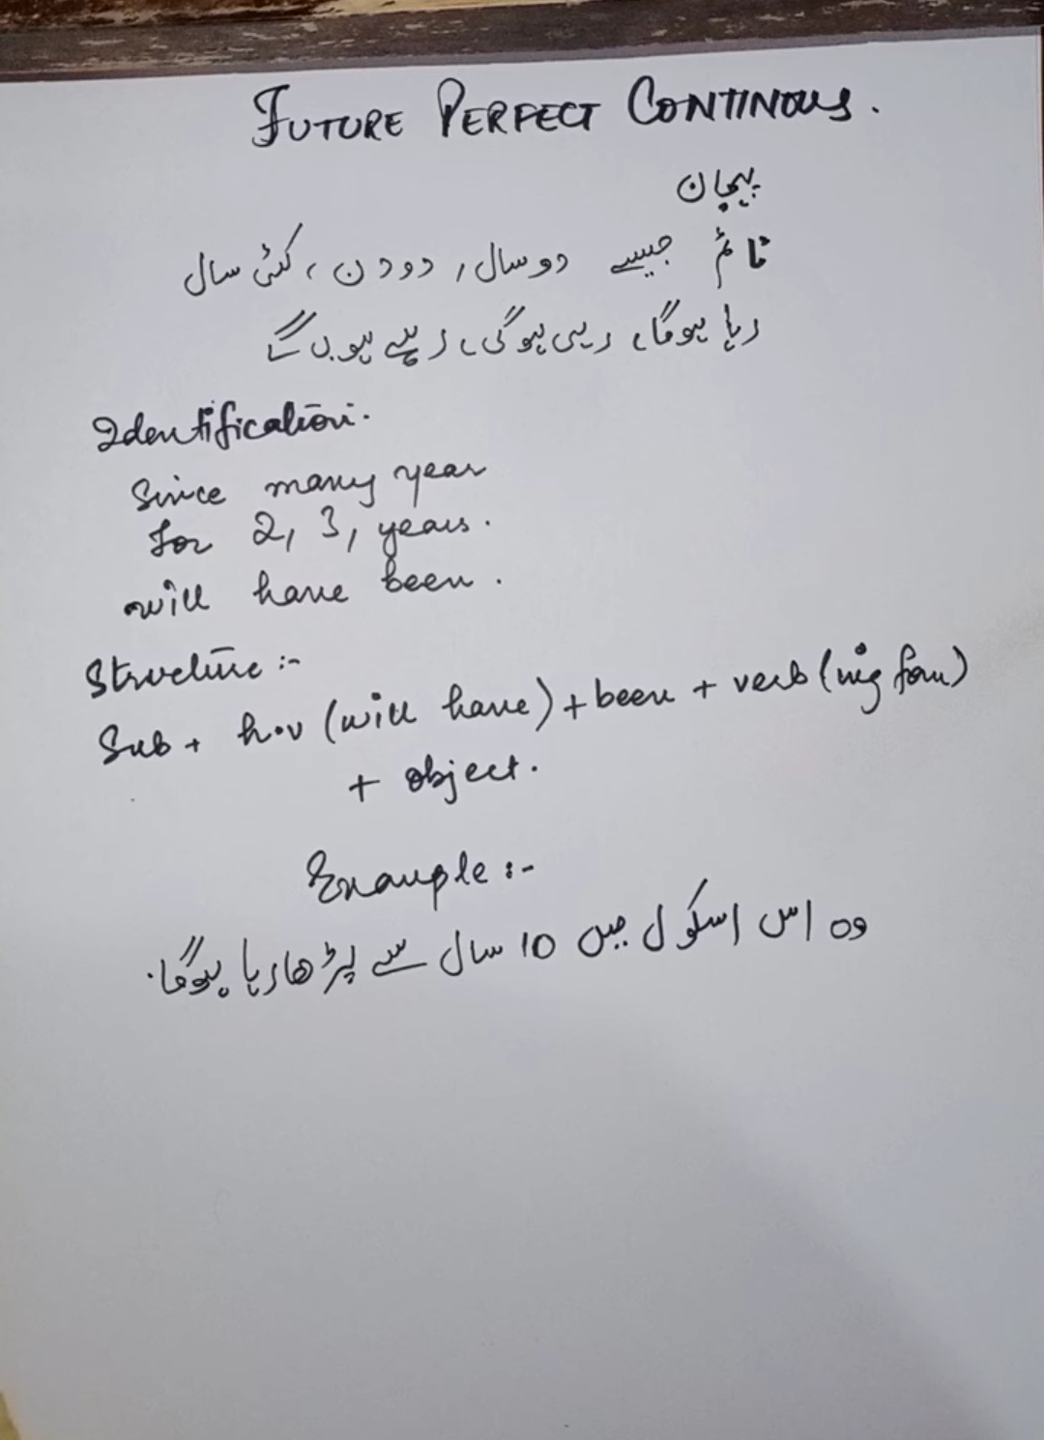 FUTURE PERFECT CONTINOUS.
پہچان
ٹائم جیسے دو سال، دو دن، کئی سال
رہا ہوگا، رہی ہوگی، رہے ہوں گے
Identification:
Since many year
for 2, 3, years.
will have been.
Structure :-
Sub + h.v (will have) + been + verb (ing form)
+ object.
Example :-
وہ اس اسکول میں 10 سال سے پڑھا رہا ہوگا.